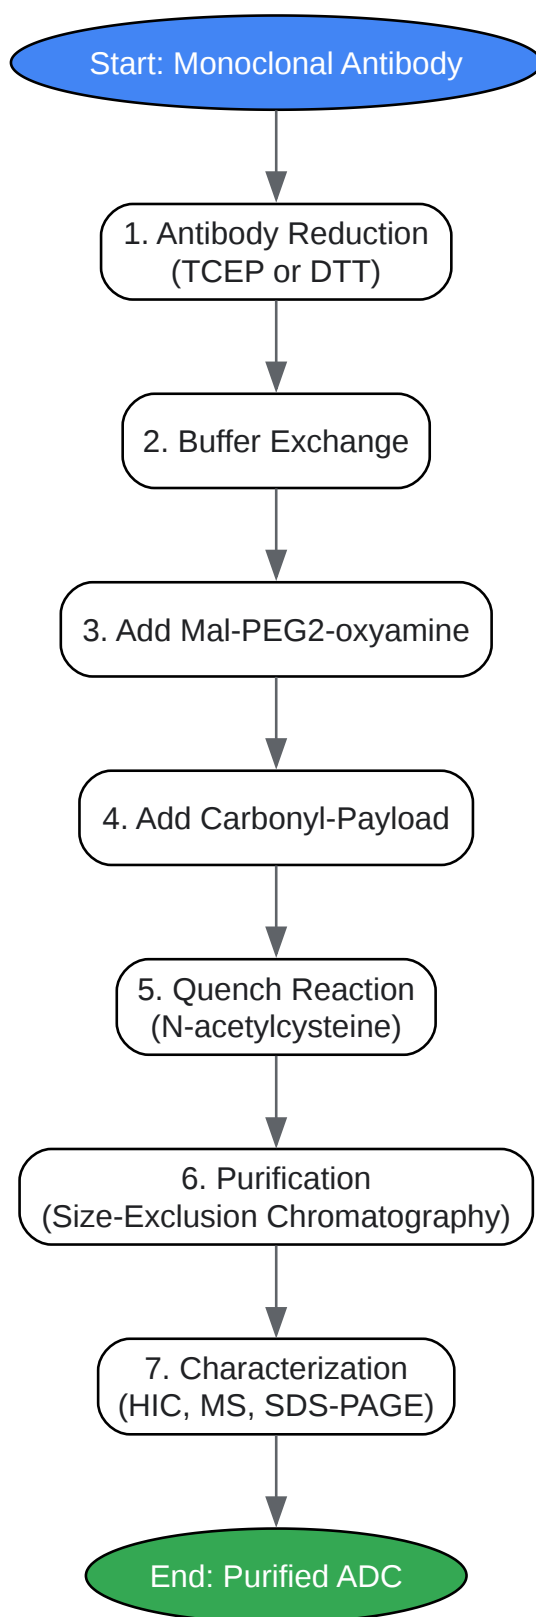 Start: Monoclonal Antibody
1. Antibody Reduction
(TCEP or DTT)
2. Buffer Exchange
3. Add Mal-PEG2-oxyamine
4. Add Carbonyl-Payload
5. Quench Reaction
(N-acetylcysteine)
6. Purification
(Size-Exclusion Chromatography)
7. Characterization
(HIC, MS, SDS-PAGE)
End: Purified ADC